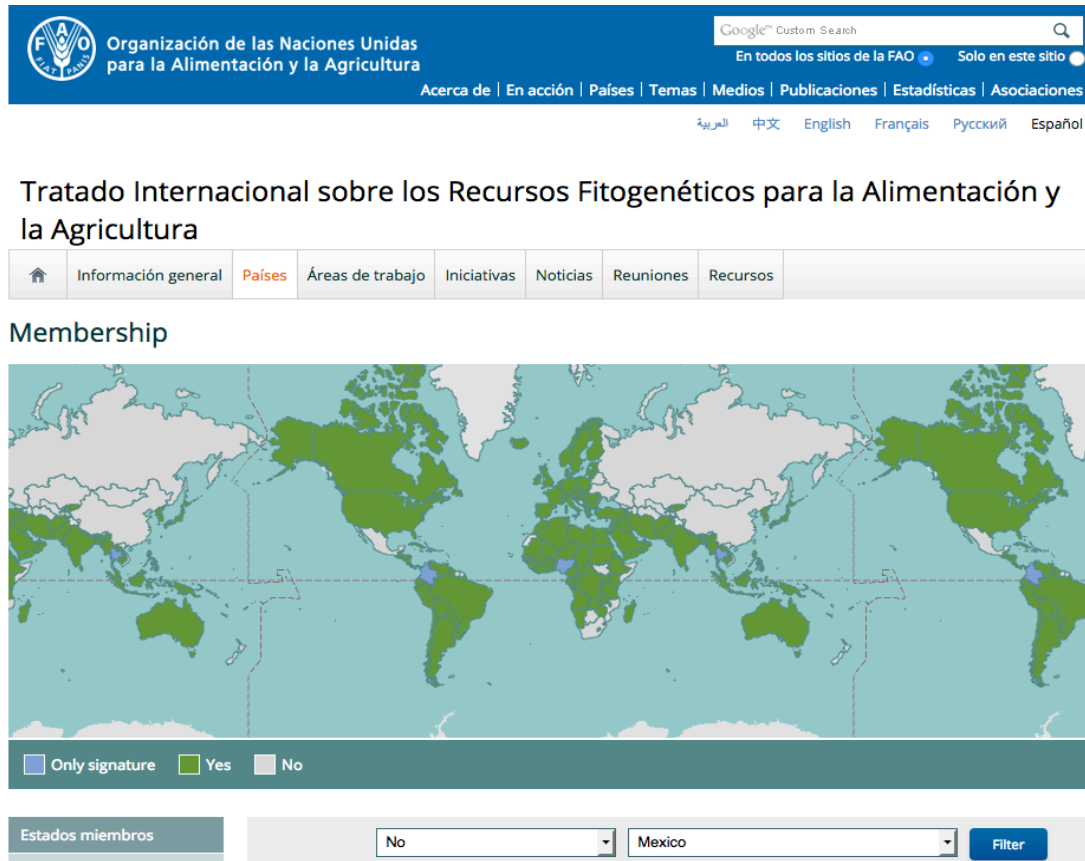 FAO
FIAT PANIS
Organización de las Naciones Unidas
para la Alimentación y la Agricultura
Google™ Custom Search
En todos los sitios de la FAO Solo en este sitio
Acerca de | En acción | Países | Temas | Medios | Publicaciones | Estadísticas | Asociaciones
العربية 中文 English Français Русский Español
Tratado Internacional sobre los Recursos Fitogenéticos para la Alimentación y
la Agricultura
Información general Países Áreas de trabajo Iniciativas Noticias Reuniones Recursos
Membership
Only signature Yes No
Estados miembros
No Mexico Filter